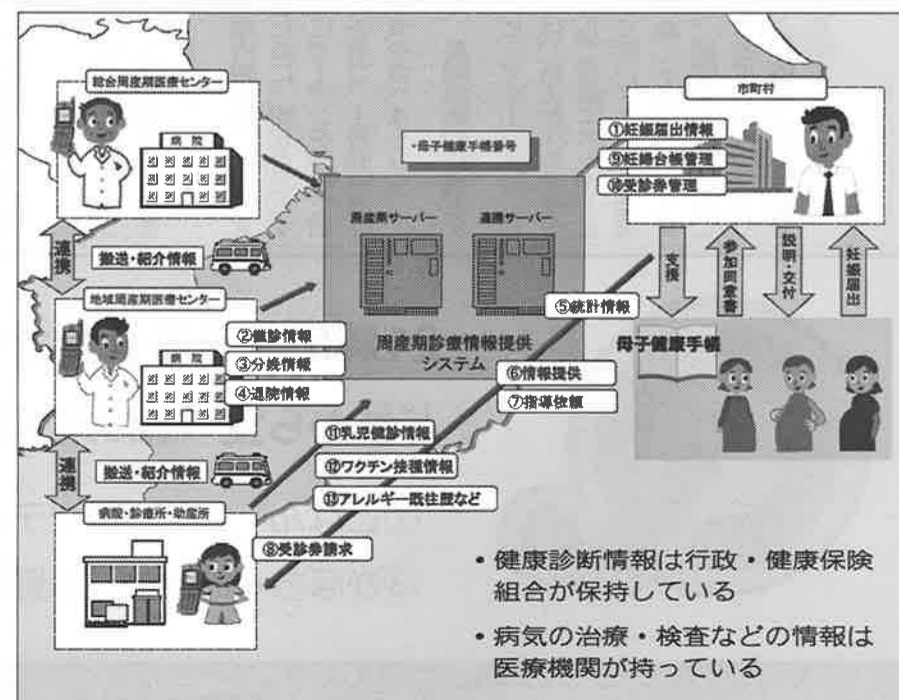 総合周産期医療センター
病院
連携
搬送・紹介情報
地域周産期医療センター
病院
②健診情報
③分娩情報
④退院情報
連携
搬送・紹介情報
病院・診療所・助産所
・母子健康手帳番号
周産期サーバー
連携サーバー
周産期診療情報提供
システム
市町村
①妊娠届出情報
⑨妊婦台帳管理
⑩受診券管理
支援
参加同意書
説明・交付
妊娠届出
母子健康手帳
⑤統計情報
⑥情報提供
⑦指導依頼
⑪乳児健診情報
⑫ワクチン接種情報
⑬アレルギー既往歴など
⑧受診券請求
・健康診断情報は行政・健康保険
組合が保持している
・病気の治療・検査などの情報は
医療機関が持っている